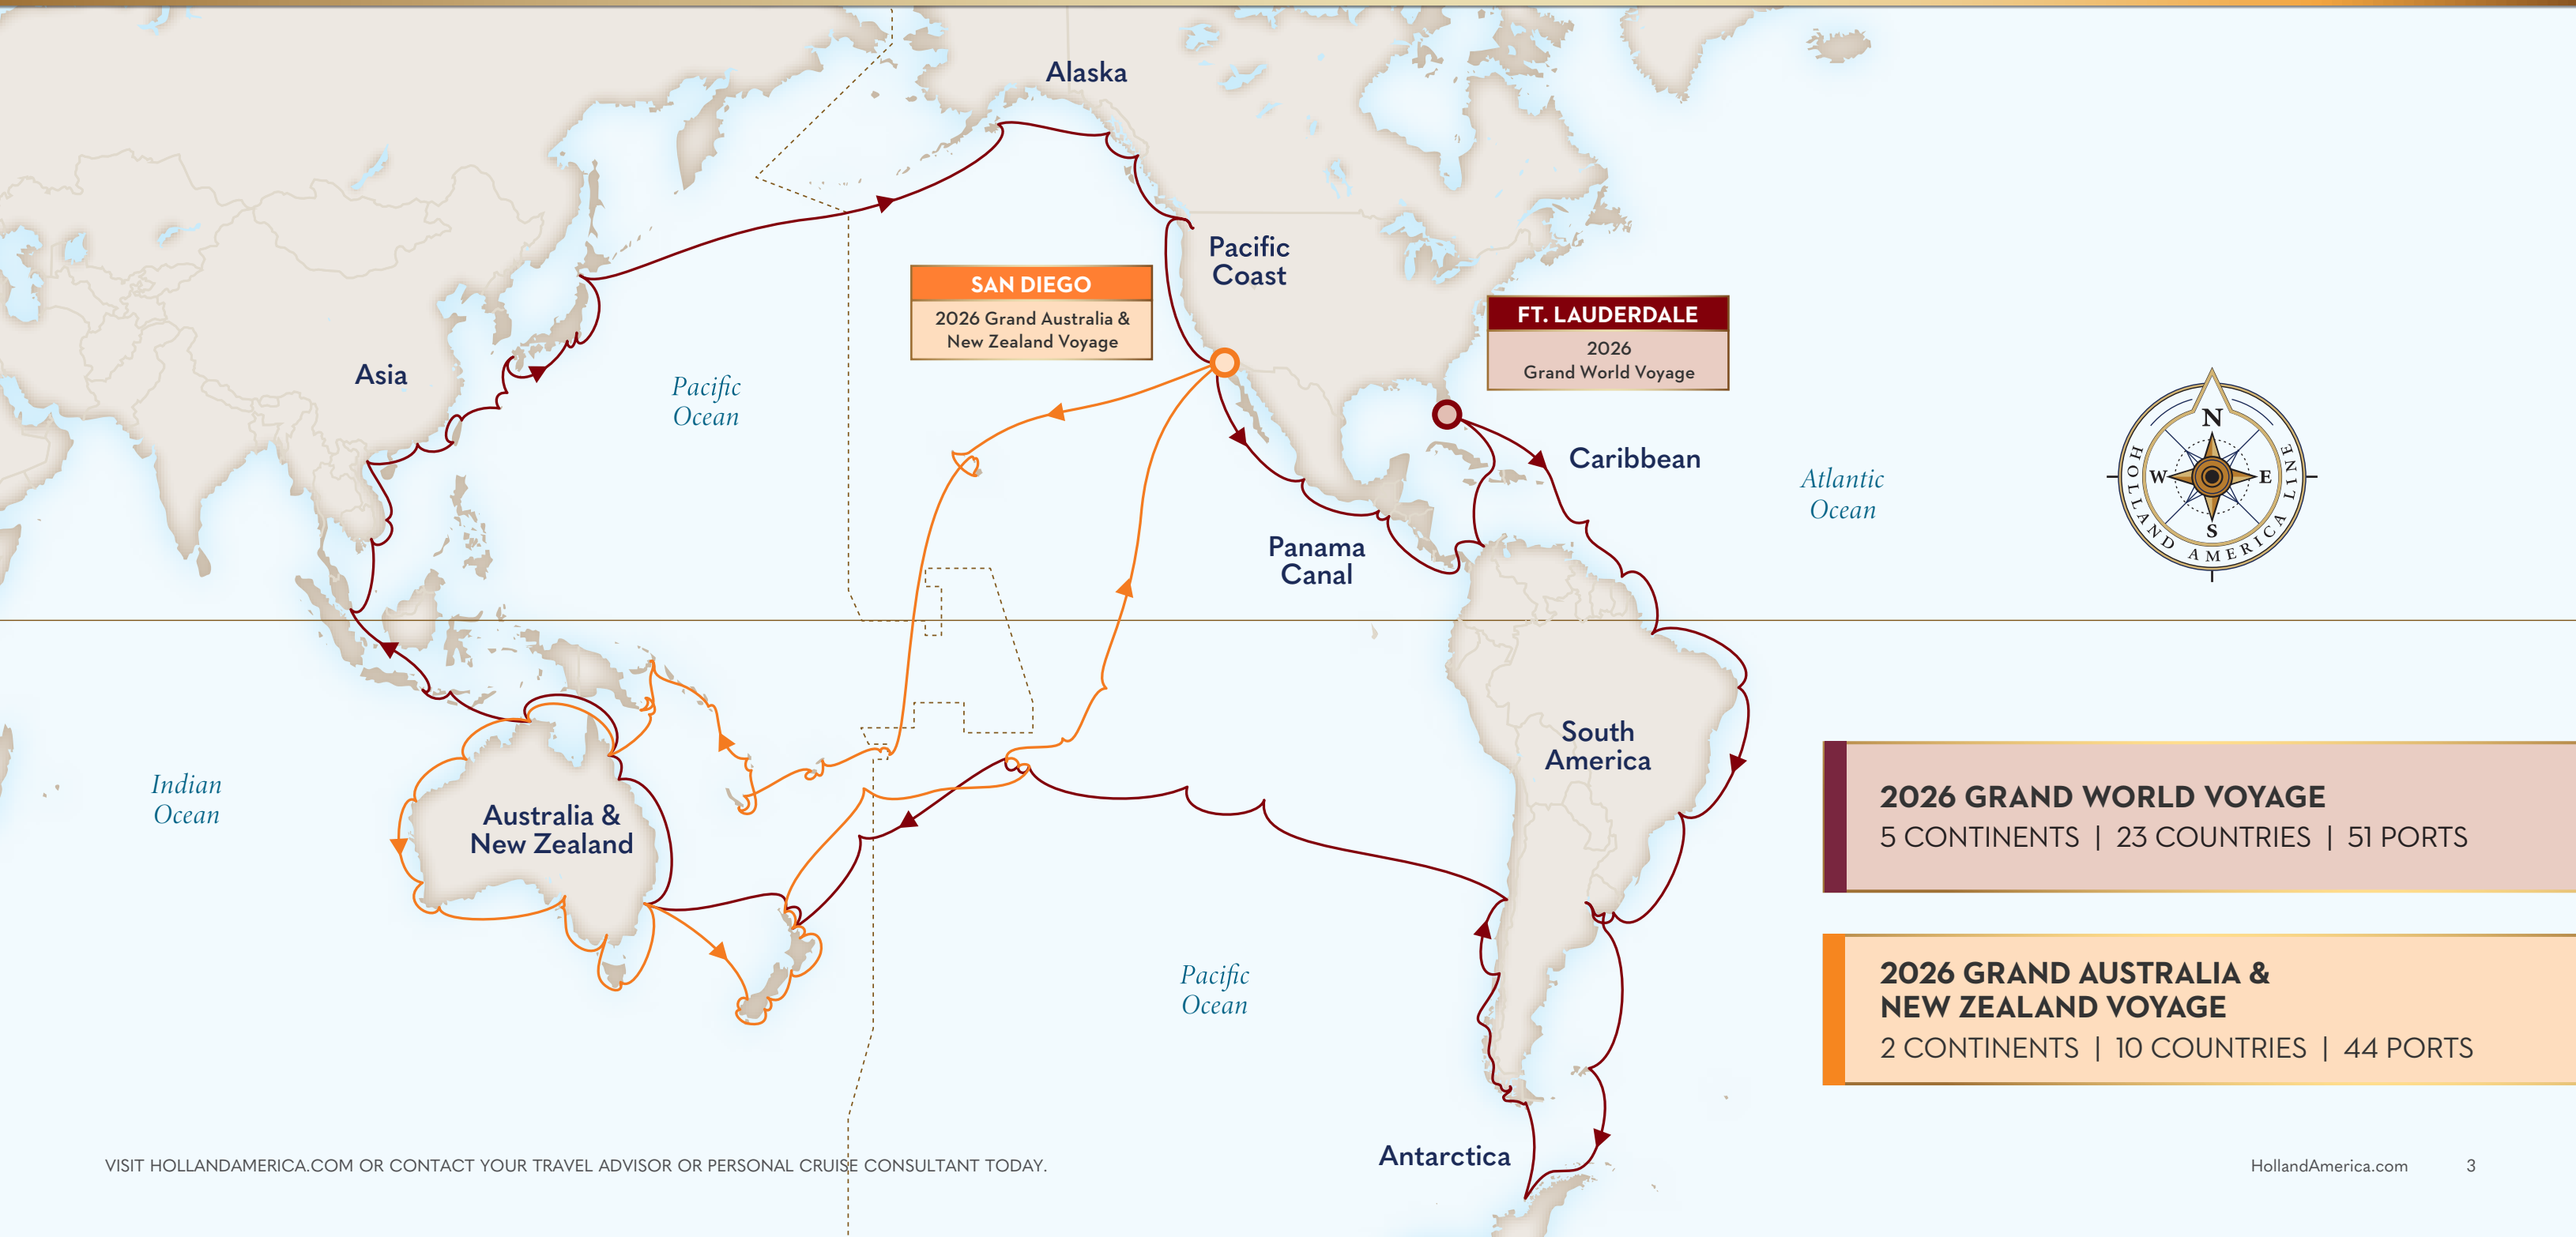 Alaska
Pacific
Coast
SAN DIEGO
2026 Grand Australia &
New Zealand Voyage
FT. LAUDERDALE
2026
Grand World Voyage
Asia
Pacific
Ocean
Caribbean
Atlantic
Ocean
N
W
E
S
HOLLAND AMERICA LINE
Panama
Canal
South
America
Indian
Ocean
Australia &
New Zealand
2026 GRAND WORLD VOYAGE
5 CONTINENTS | 23 COUNTRIES | 51 PORTS
Pacific
Ocean
2026 GRAND AUSTRALIA &
NEW ZEALAND VOYAGE
2 CONTINENTS | 10 COUNTRIES | 44 PORTS
Antarctica
VISIT HOLLANDAMERICA.COM OR CONTACT YOUR TRAVEL ADVISOR OR PERSONAL CRUISE CONSULTANT TODAY.
HollandAmerica.com 3